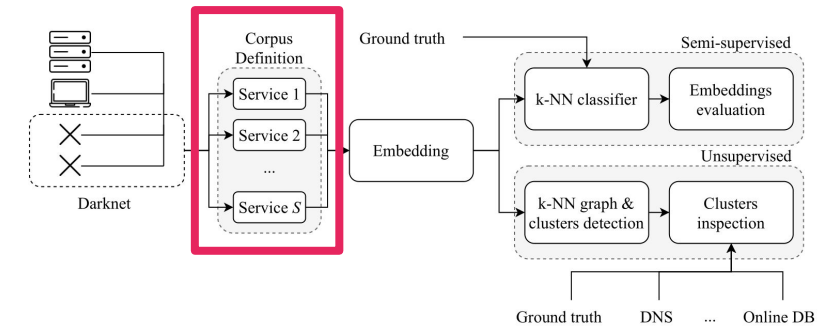 Corpus
Definition
Service 1
Service 2
...
Service S
Darknet
Embedding
Ground truth
Semi-supervised
k-NN classifier
Embeddings
evaluation
Unsupervised
k-NN graph &
clusters detection
Clusters
inspection
Ground truth
DNS
...
Online DB